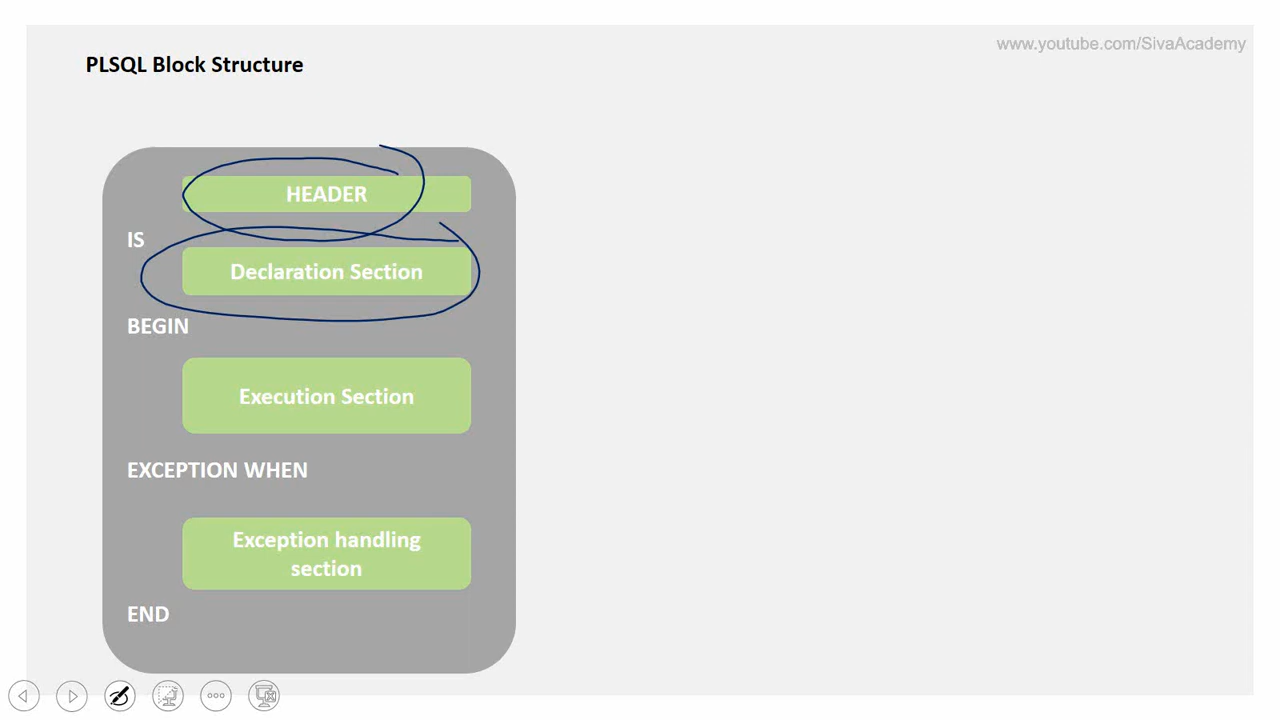 www.youtube.com/SivaAcademy
PLSQL Block Structure
HEADER
IS
Declaration Section
BEGIN
Execution Section
EXCEPTION WHEN
Exception handling
section
END